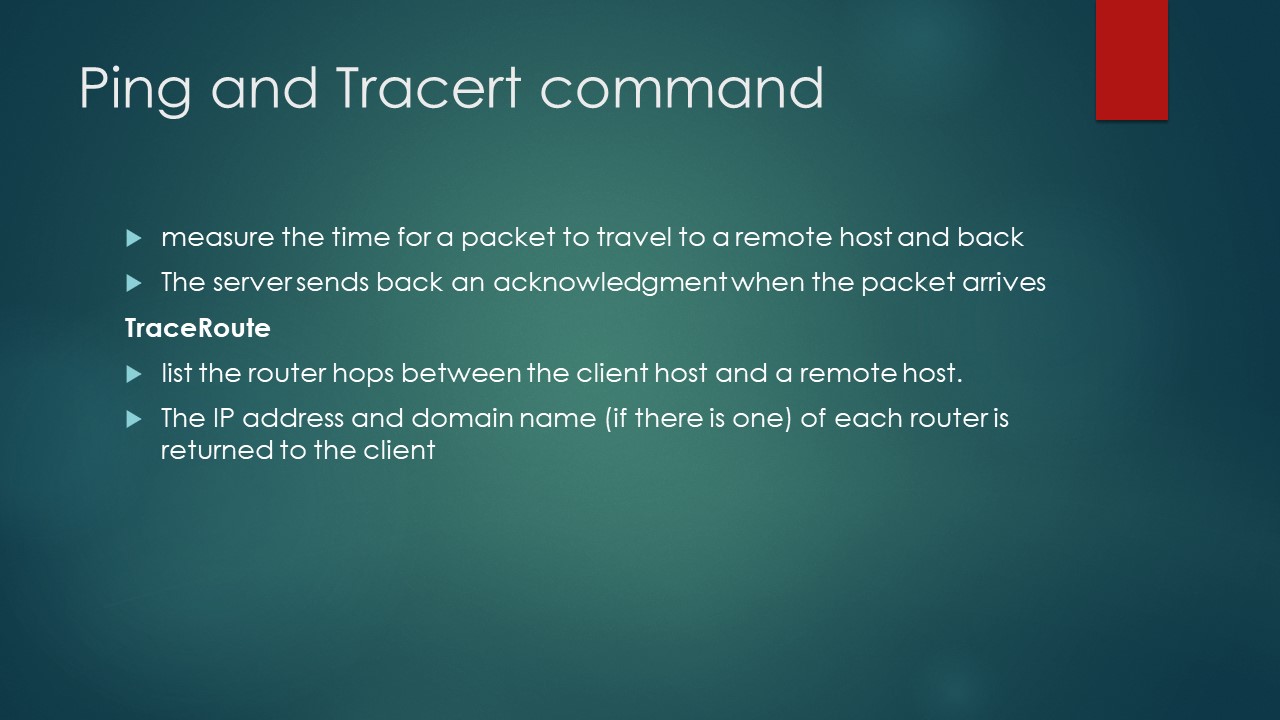 Ping and Tracert command
measure the time for a packet to travel to a remote host and back
The server sends back an acknowledgment when the packet arrives
TraceRoute
list the router hops between the client host and a remote host.
The IP address and domain name (if there is one) of each router is
returned to the client